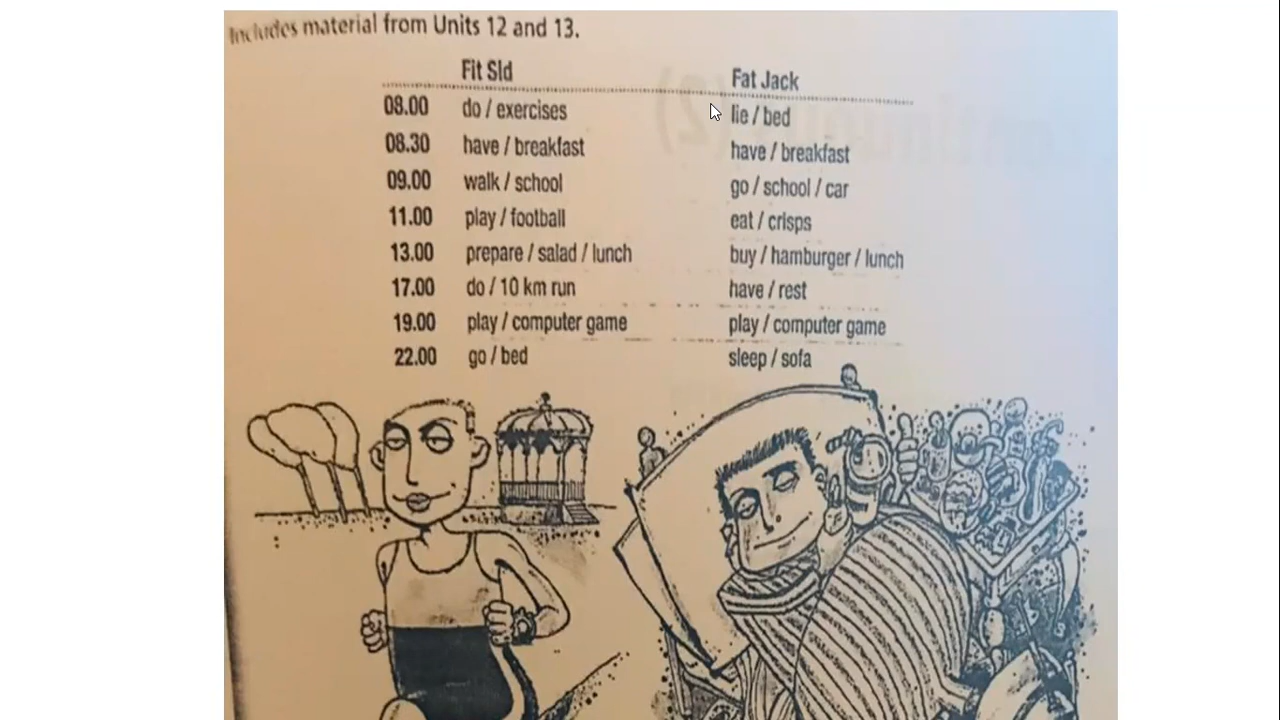 Includes material from Units 12 and 13.
Fit Sid Fat Jack
08.00 do / exercises lie / bed
08.30 have / breakfast have / breakfast
09.00 walk / school go / school / car
11.00 play / football eat / crisps
13.00 prepare / salad / lunch buy / hamburger / lunch
17.00 do / 10 km run have / rest
19.00 play / computer game play / computer game
22.00 go / bed sleep / sofa